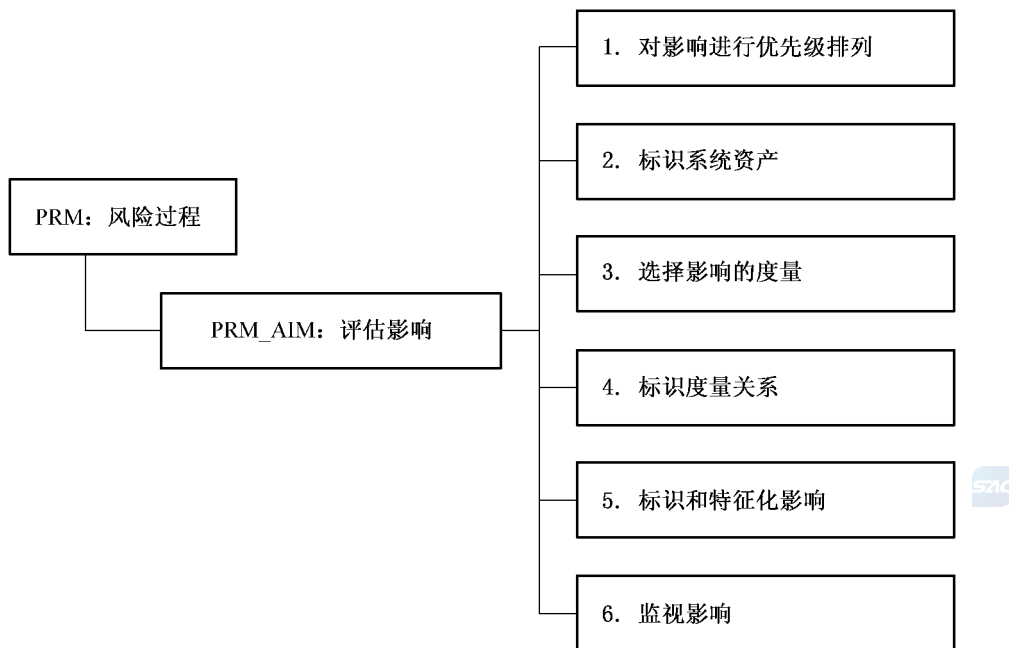 1. 对影响进行优先级排列
2. 标识系统资产
PRM：风险过程
3. 选择影响的度量
PRM_AIM：评估影响
4. 标识度量关系
5. 标识和特征化影响
SAC
6. 监视影响